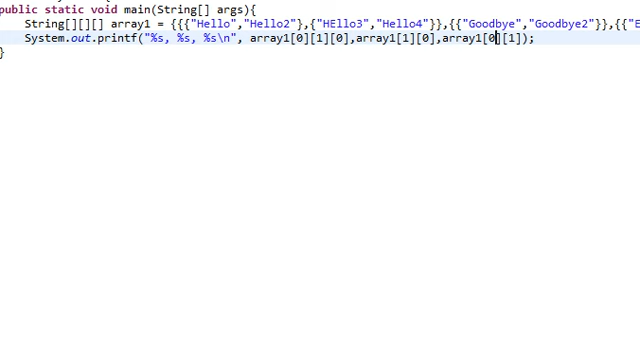 public static void main(String[] args){
String[][][] array1 = {{{"Hello","Hello2"},{"HEllo3","Hello4"}},{{"Goodbye","Goodbye2"}},{{"E
System.out.printf("%s, %s, %s\n", array1[0][1][0],array1[1][0],array1[0][1]);
}